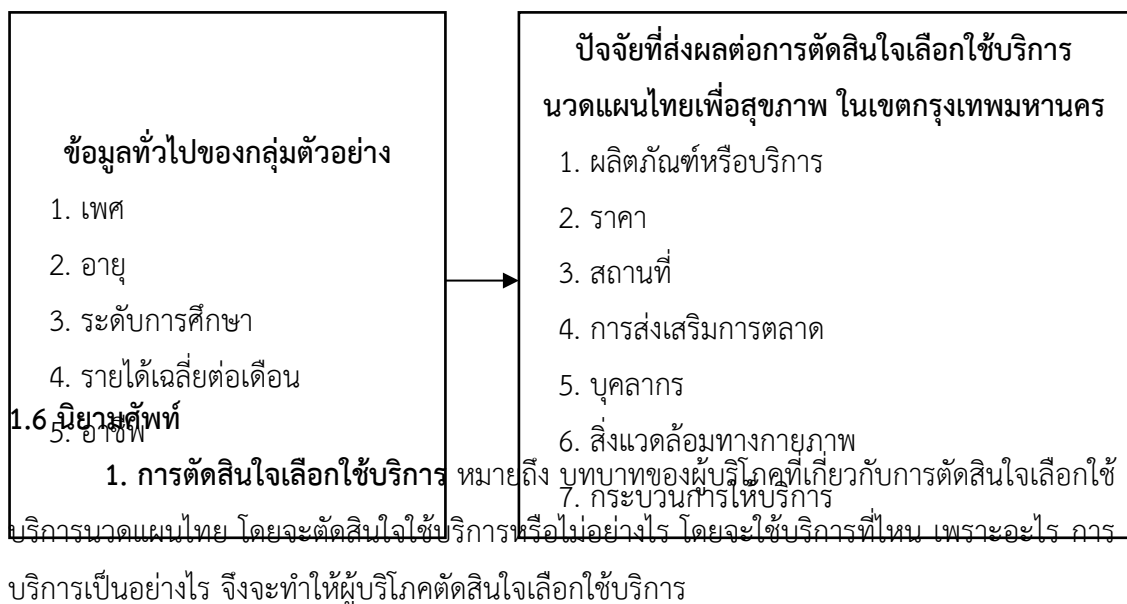 ข้อมูลทั่วไปของกลุ่มตัวอย่าง
1. เพศ
2. อายุ
3. ระดับการศึกษา
4. รายได้เฉลี่ยต่อเดือน
5. อาชีพ
ปัจจัยที่ส่งผลต่อการตัดสินใจเลือกใช้บริการ
นวดแผนไทยเพื่อสุขภาพ ในเขตกรุงเทพมหานคร
1. ผลิตภัณฑ์หรือบริการ
2. ราคา
3. สถานที่
4. การส่งเสริมการตลาด
5. บุคลากร
6. สิ่งแวดล้อมทางกายภาพ
7. กระบวนการให้บริการ
1.6 นิยามศัพท์
1. การตัดสินใจเลือกใช้บริการ หมายถึง บทบาทของผู้บริโภคที่เกี่ยวกับการตัดสินใจเลือกใช้
บริการนวดแผนไทย โดยจะตัดสินใจใช้บริการหรือไม่อย่างไร โดยจะใช้บริการที่ไหน เพราะอะไร การ
บริการเป็นอย่างไร จึงจะทำให้ผู้บริโภคตัดสินใจเลือกใช้บริการ